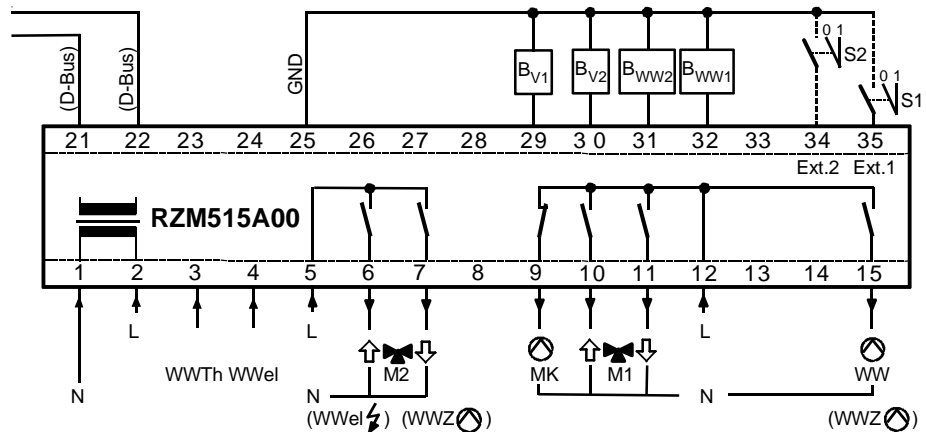 (D-Bus) (D-Bus) GND
BV1 BV2 BWW2 BWW1
0 1 S2
0 1 S1
21 22 23 24 25 26 27 28 29 3 0 31 32 33 34 35
Ext.2 Ext.1
RZM515A00
1 2 3 4 5 6 7 8 9 10 11 12 13 14 15
L L L
WWTh WWel M2 MK M1 WW
N N N
(WWel ) (WWZ ) (WWZ )